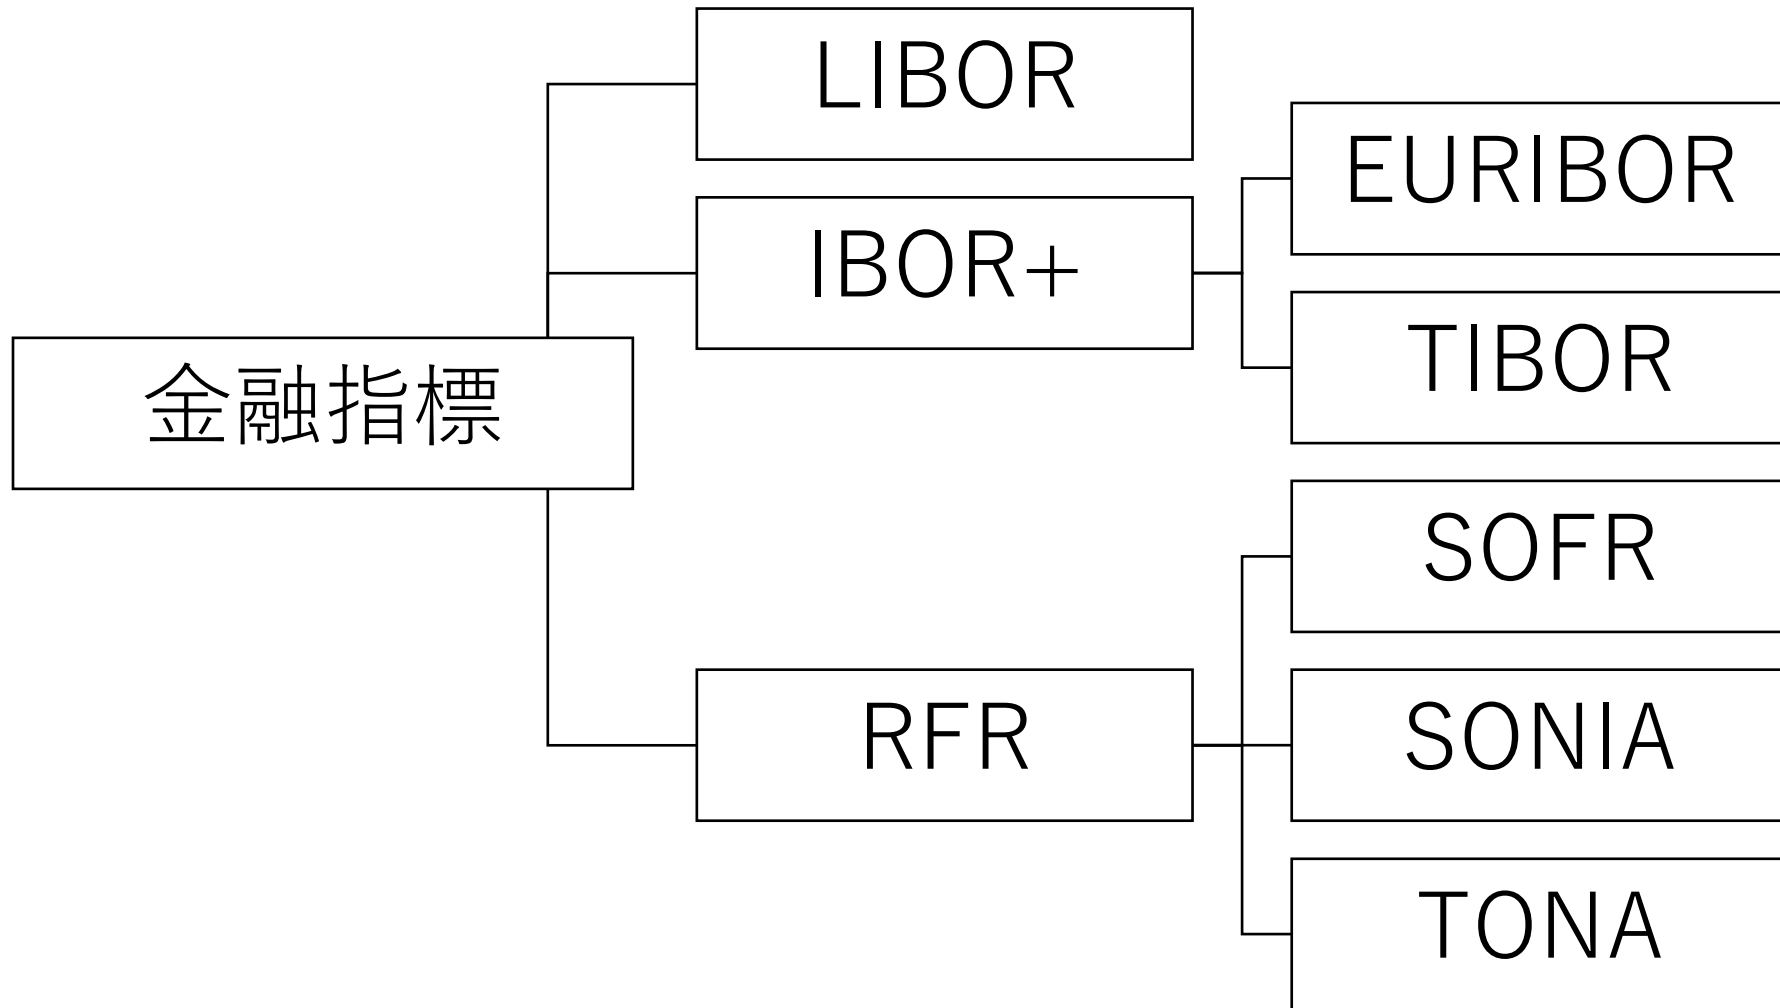 金融指標
LIBOR
IBOR+
EURIBOR
TIBOR
RFR
SOFR
SONIA
TONA